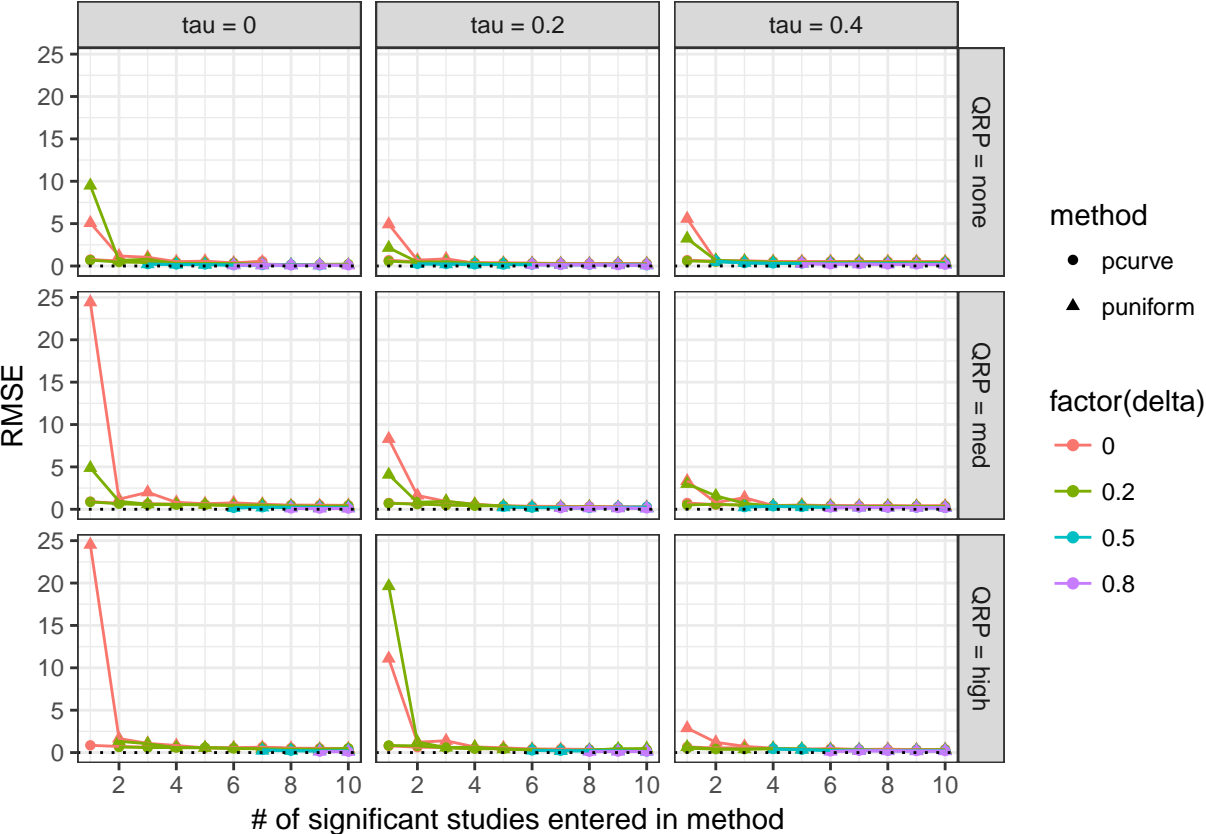 tau = 0
tau = 0.2
tau = 0.4
25
20
15
10
5
0
QRP = none
25
20
15
10
5
0
QRP = med
25
20
15
10
5
0
QRP = high
RMSE
2 4 6 8 10
2 4 6 8 10
2 4 6 8 10
# of significant studies entered in method
method
pcurve
puniform
factor(delta)
0
0.2
0.5
0.8